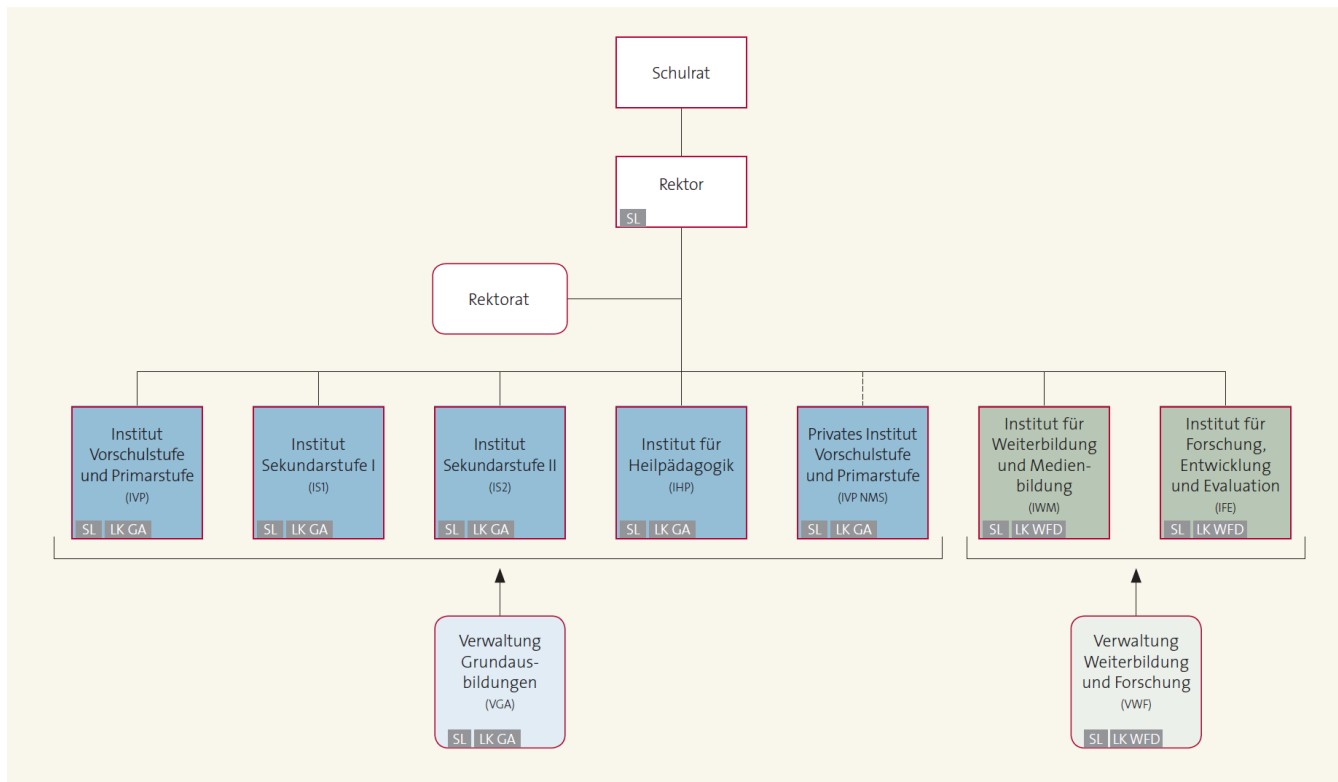 Schulrat
Rektor
SL
Rektorat
Institut
Vorschulstufe
und Primarstufe
(IVP)
SL LK GA
Institut
Sekundarstufe I
(IS1)
SL LK GA
Institut
Sekundarstufe II
(IS2)
SL LK GA
Institut für
Heilpädagogik
(IHP)
SL LK GA
Privates Institut
Vorschulstufe
und Primarstufe
(IVP NMS)
SL LK GA
Institut für
Weiterbildung
und Medien-
bildung
(IWM)
SL LK WFD
Institut für
Forschung,
Entwicklung
und Evaluation
(IFE)
SL LK WFD
Verwaltung
Grundaus-
bildungen
(VGA)
SL LK GA
Verwaltung
Weiterbildung
und Forschung
(VWF)
SL LK WFD